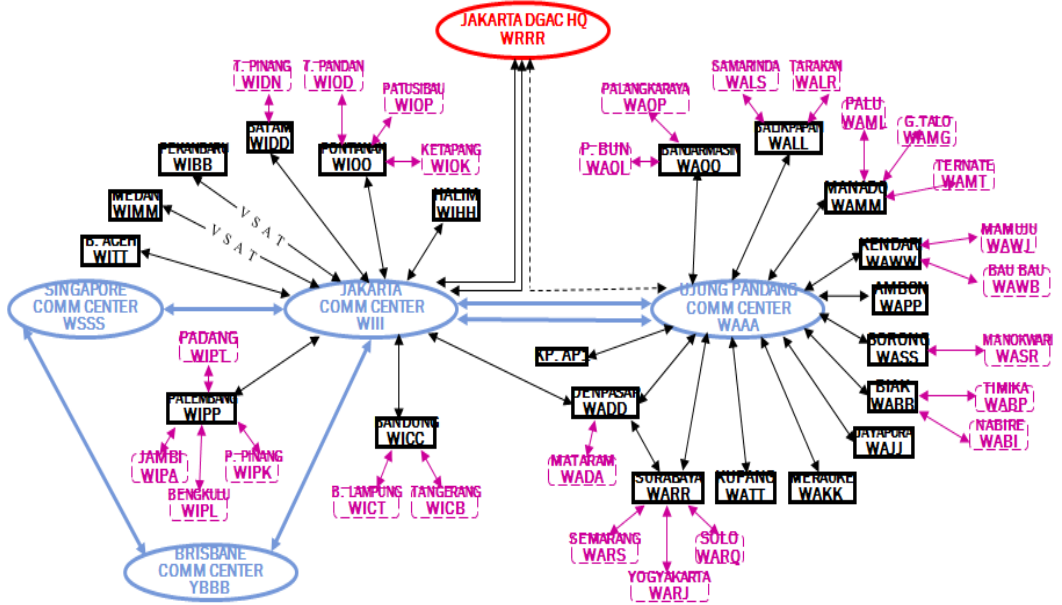 JAKARTA DGAC HQ
WRRR
T. PINANG
WIDN
T. PANDAN
WIOD
PATUSIBAU
WIOP
KETAPANG
WIOK
BATAM
WIDD
PONTANAK
WIOO
PEKANBARU
WIBB
MEDAN
WIMM
B. ACEH
WITT
HALIM
WIHH
VSAT
VSAT
PALANGKARAYA
WAOP
P. BUN
WAOL
BANJARMASIN
WAOO
SAMARINDA
WALS
TARAKAN
WALR
BALIKPAPAN
WALL
PALU
WAML
G.TALO
WAMG
TERNATE
WAMT
MANADO
WAMM
KENDARI
WAWW
MAMUJU
WAWJ
BAU BAU
WAWB
AMBON
WAPP
SORONG
WASS
MANOKWARI
WASR
BIAK
WABB
TIMIKA
WABP
NABIRE
WABI
JAYAPURA
WAJJ
SINGAPORE
COMM CENTER
WSSS
JAKARTA
COMM CENTER
WIII
UJUNG PANDANG
COMM CENTER
WAAA
PADANG
WIPT
PALEMBANG
WIPP
JAMBI
WIPA
BENGKULU
WIPL
P. PINANG
WIPK
BANDUNG
WICC
B. LAMPUNG
WICT
TANGERANG
WICB
KP. AP1
DENPASAR
WADD
MATARAM
WADA
SURABAYA
WARR
KUPANG
WATT
MERAUKE
WAKK
SEMARANG
WARS
SOLO
WARQ
YOGYAKARTA
WARJ
BRISBANE
COMM CENTER
YBBB